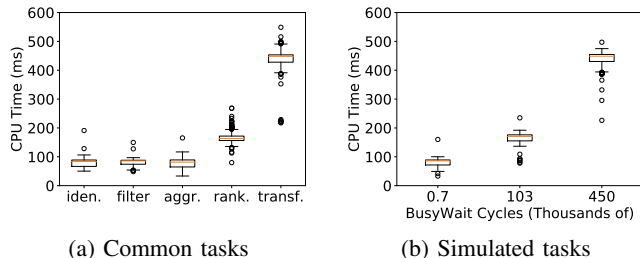 600
500
400
300
200
100
0
CPU Time (ms)
iden. filter aggr. rank. transf.
(a) Common tasks
600
500
400
300
200
100
0
CPU Time (ms)
0.7 103 450
BusyWait Cycles (Thousands of)
(b) Simulated tasks